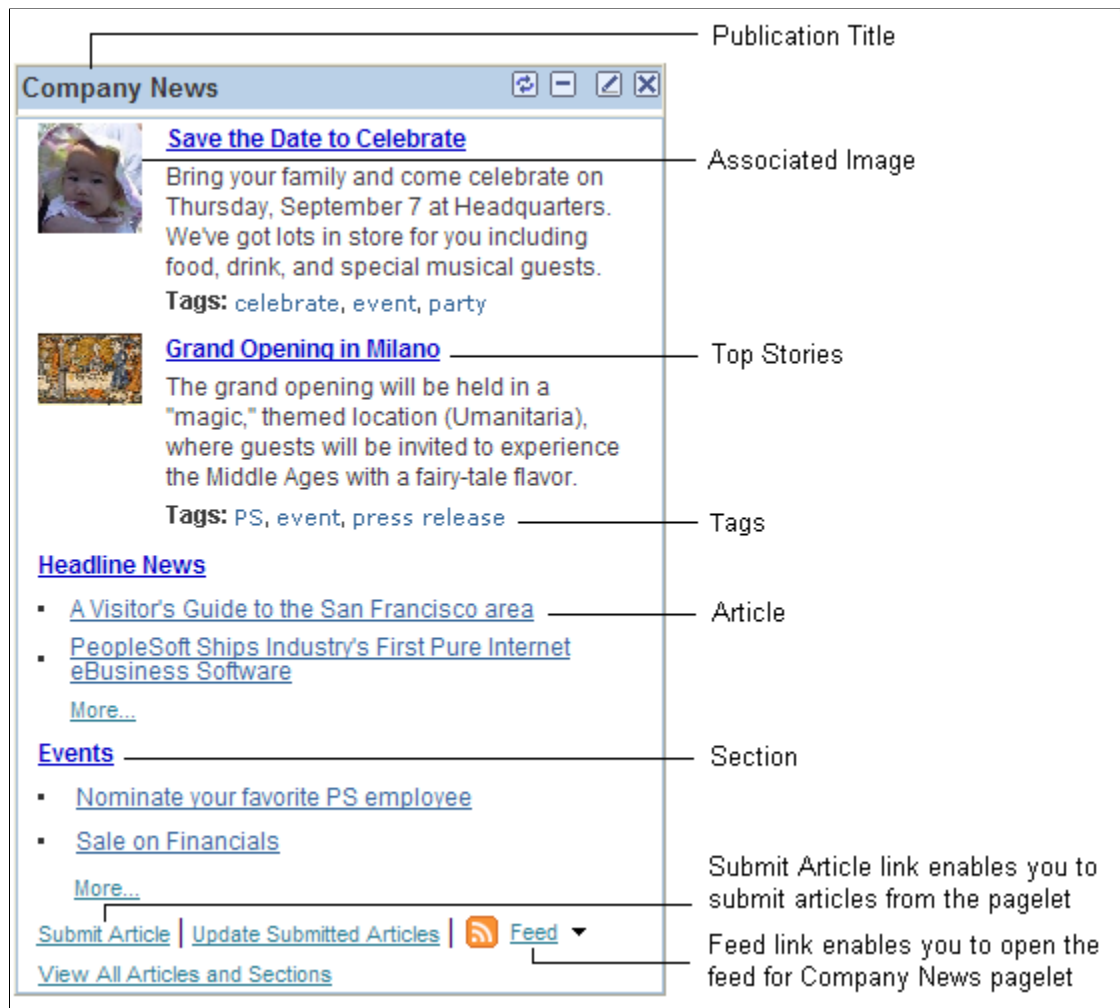 Publication Title
Company News
Save the Date to Celebrate
Associated Image
Bring your family and come celebrate on
Thursday, September 7 at Headquarters.
We've got lots in store for you including
food, drink, and special musical guests.
Tags: celebrate, event, party
Grand Opening in Milano
Top Stories
The grand opening will be held in a
"magic," themed location (Umanitaria),
where guests will be invited to experience
the Middle Ages with a fairy-tale flavor.
Tags: PS, event, press release
Tags
Headline News
A Visitor's Guide to the San Francisco area
Article
PeopleSoft Ships Industry's First Pure Internet
eBusiness Software
More...
Events
Section
Nominate your favorite PS employee
Sale on Financials
More...
Submit Article link enables you to
submit articles from the pagelet
Submit Article | Update Submitted Articles | Feed
View All Articles and Sections
Feed link enables you to open the
feed for Company News pagelet